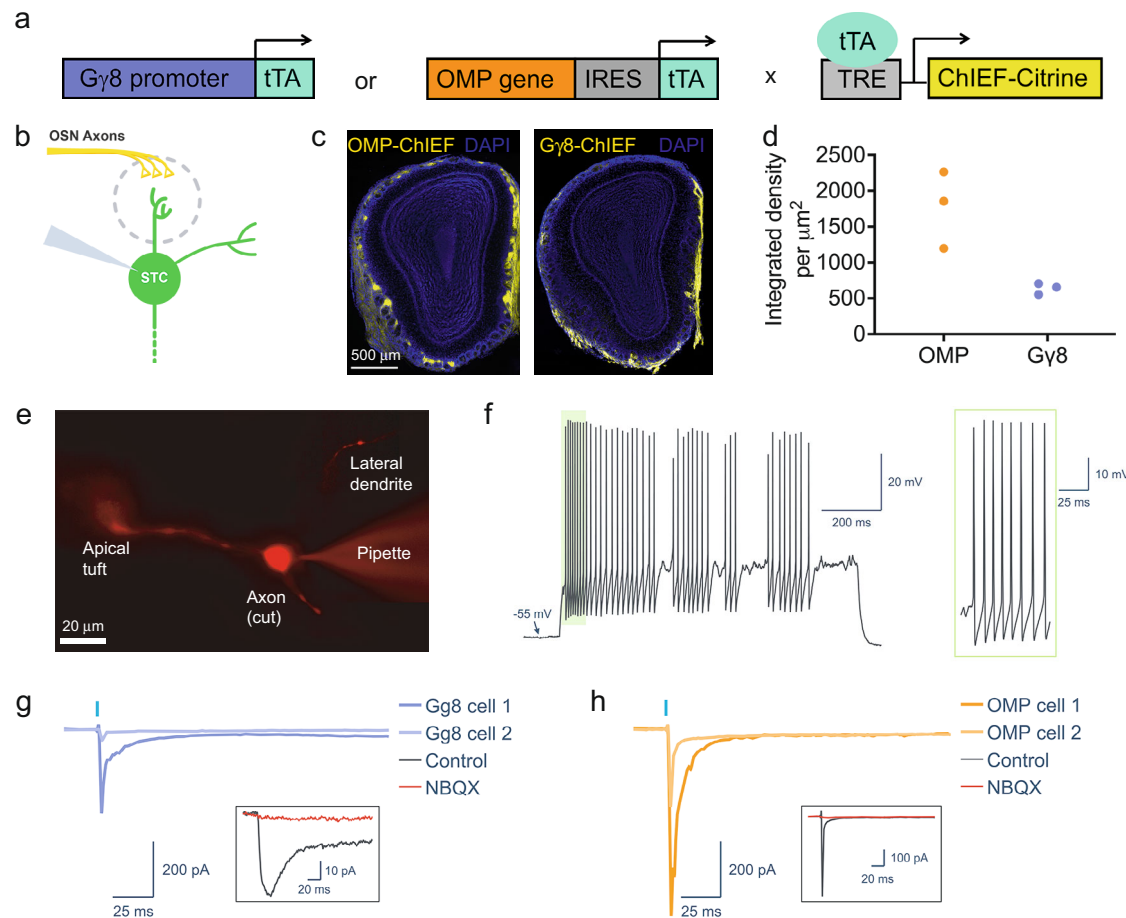 a
Gγ8 promoter
tTA
or
OMP gene
IRES
tTA
x
tTA
TRE
ChIEF-Citrine
b
OSN Axons
STC
c
OMP-ChIEF DAPI
Gγ8-ChIEF DAPI
500 μm
d
Integrated density
per μm²
2500
2000
1500
1000
500
0
OMP
Gγ8
e
Lateral
dendrite
Apical
tuft
Pipette
Axon
(cut)
20 μm
f
-55 mV
20 mV
200 ms
10 mV
25 ms
g
Gg8 cell 1
Gg8 cell 2
Control
NBQX
200 pA
25 ms
10 pA
20 ms
h
OMP cell 1
OMP cell 2
Control
NBQX
200 pA
25 ms
100 pA
20 ms